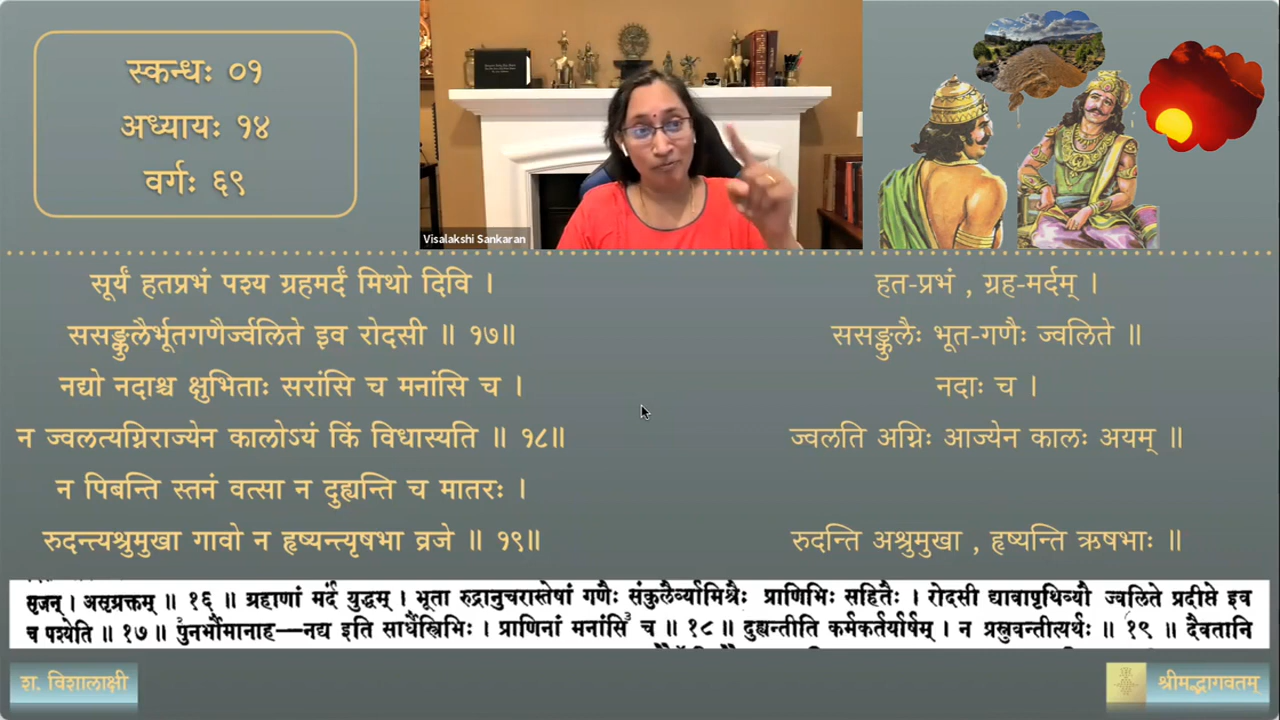 स्कन्धः ०१
अध्यायः १४
वर्गः ६९
Visalakshi Sankaran
सूर्यं हतप्रभं पश्य ग्रहमर्दं मिथो दिवि ।
हत-प्रभं , ग्रह-मर्दम् ।
ससङ्कुलैर्भूतगणैर्ज्वलिते इव रोदसी ॥ १७॥
ससङ्कुलैः भूत-गणैः ज्वलिते ॥
नद्यो नदाश्च क्षुभिताः सरांसि च मनांसि च ।
नदाः च ।
न ज्वलत्यग्निराज्येन कालोऽयं किं विधास्यति ॥ १८॥
ज्वलति अग्निः आज्येन कालः अयम् ॥
न पिबन्ति स्तनं वत्सा न दुह्यन्ति च मातरः ।
रुदन्त्यश्रुमुखा गावो न हृष्यन्त्यृषभा व्रजे ॥ १९॥
रुदन्ति अश्रुमुखा , हृष्यन्ति ऋषभाः ॥
सृजन् । असृग्रक्तम् ॥ १६ ॥ ग्रहाणां मर्दं युद्धम् । भूता रुद्रानुचरास्तेषां गणैः संकुलैर्व्यामिश्रैः प्राणिभिः सहितैः । रोदसी द्यावापृथिव्यौ ज्वलिते प्रदीप्ते इव
च पश्येति ॥ १७ ॥ पुनर्भौमानाह—नद्य इति सार्धैस्त्रिभिः । प्राणिनां मनांसि³ च ॥ १८ ॥ दुह्यन्तीति कर्मकर्तर्यार्षम् । न प्रस्नुवन्तीत्यर्थः ॥ १९ ॥ दैवतानि
श. विशालाक्षी
श्रीमद्भागवतम्